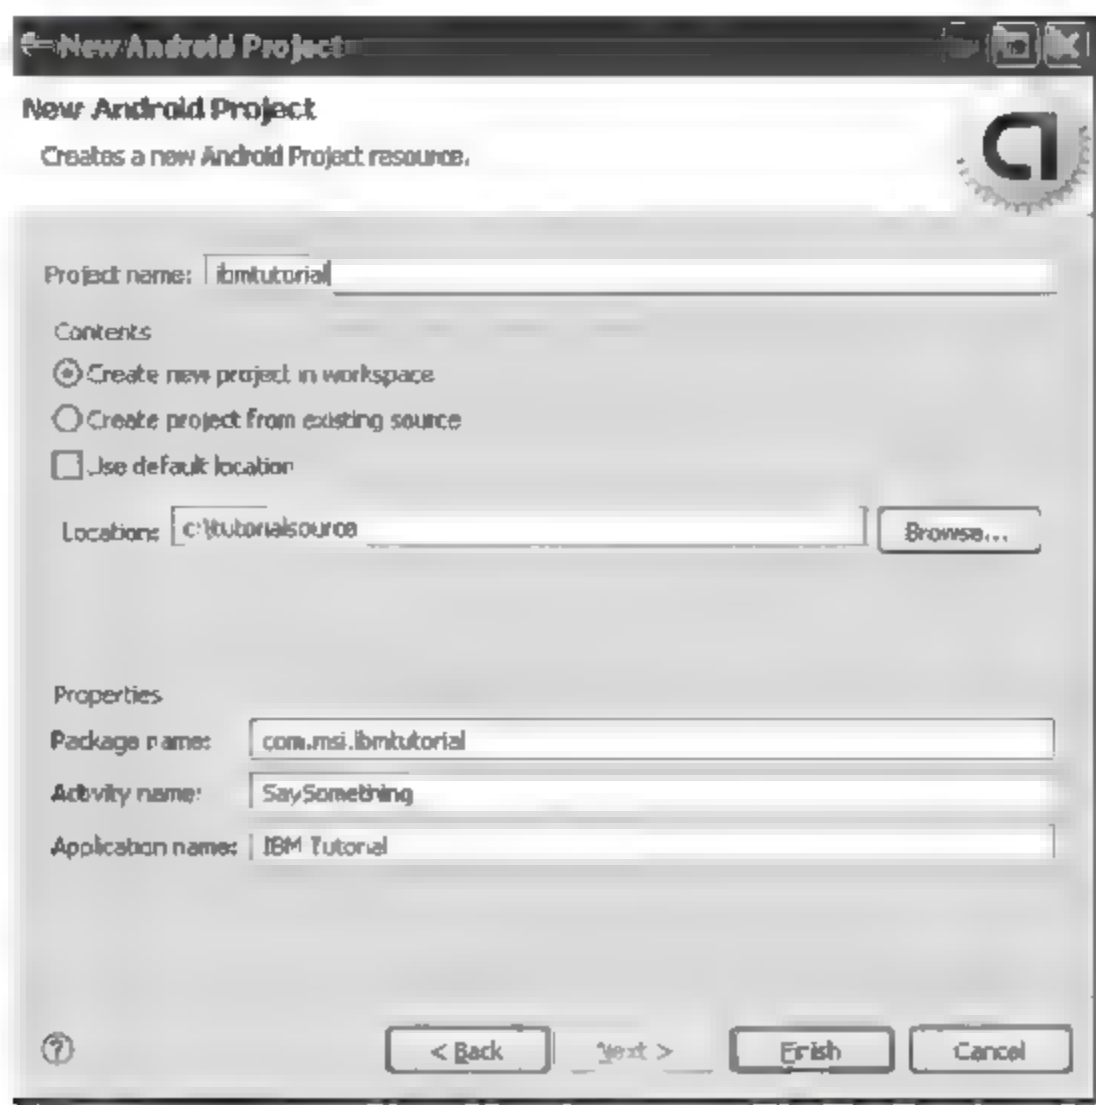 New Android Project
New Android Project
Creates a new Android Project resource.
Project name: ibmtutorial
Contents
Create new project in workspace
Create project from existing source
Use default location
Location: c:\tutorialsource Browse...
Properties
Package name: com.msi.ibmtutorial
Activity name: SaySomething
Application name: IBM Tutorial
< Back Next > Finish Cancel